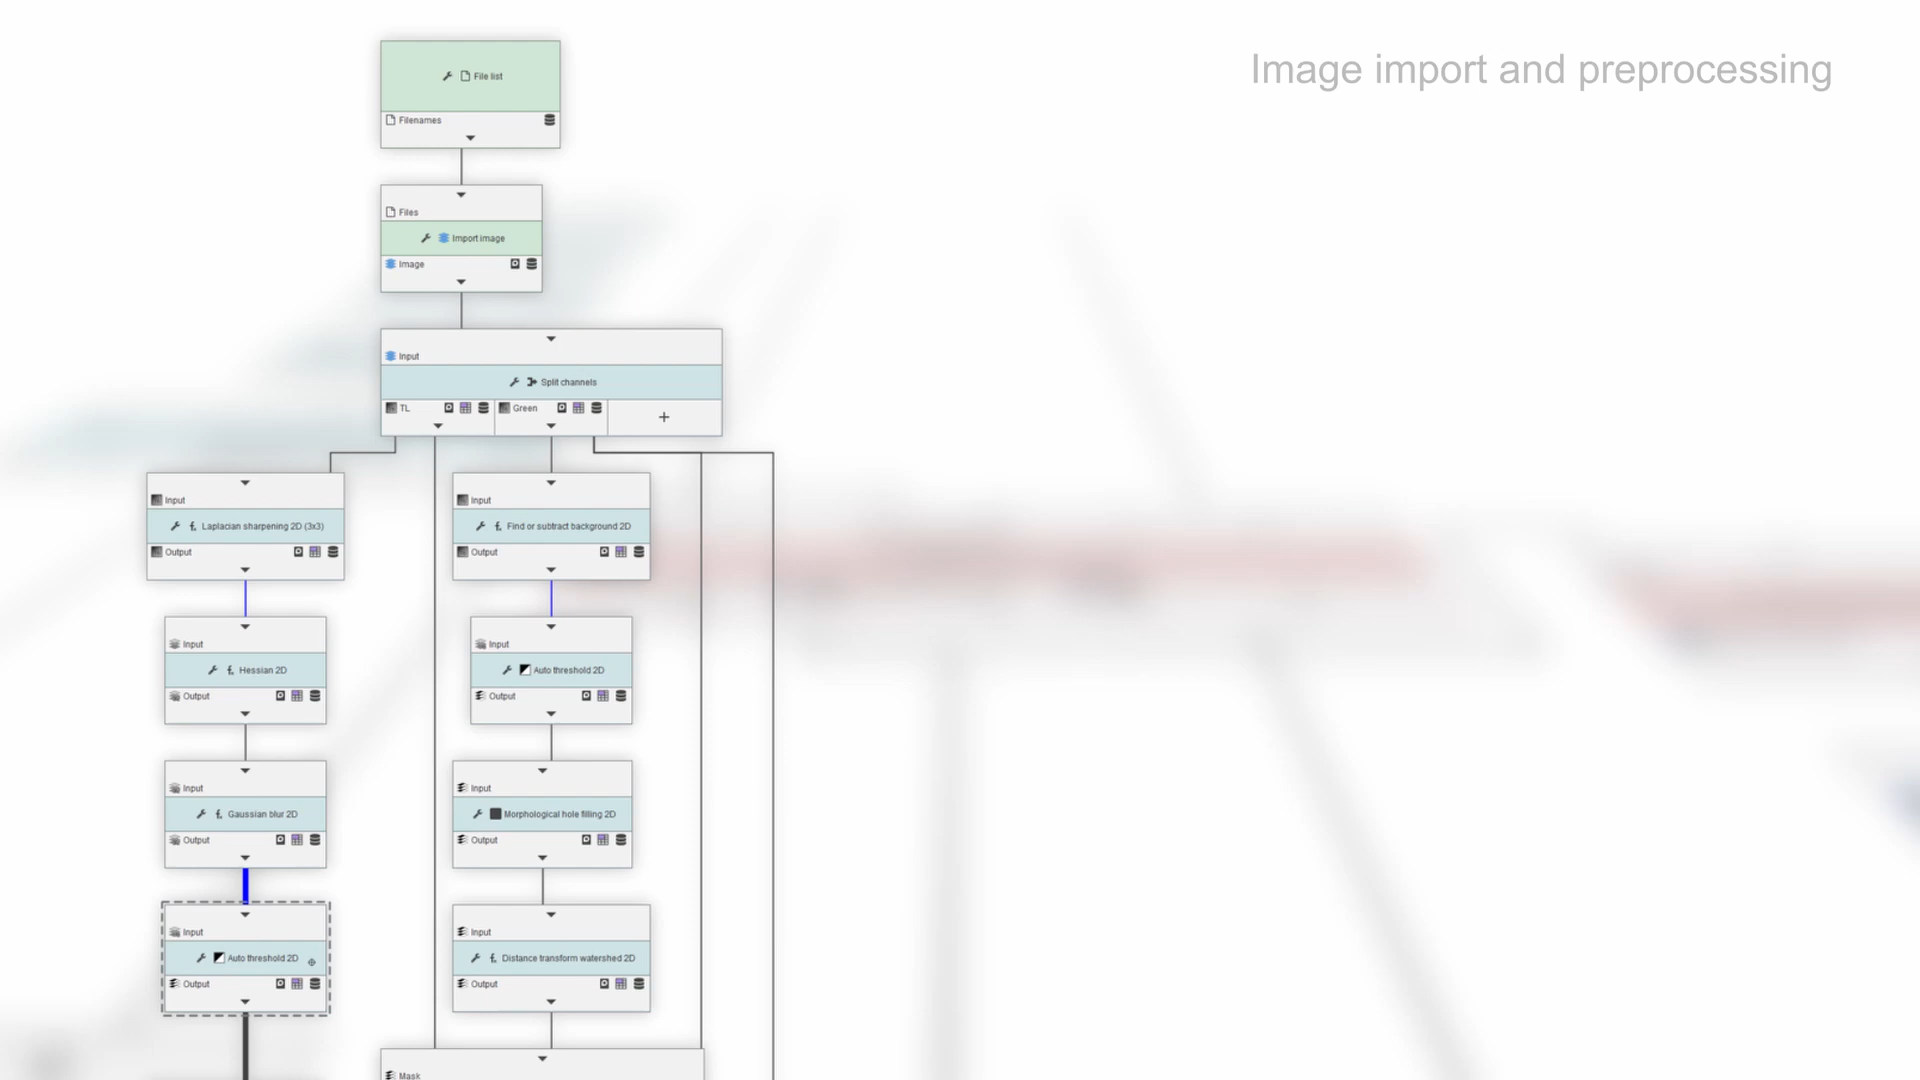 Image import and preprocessing
File list
Filenames
Files
Import image
Image
Input
Split channels
TL
Green
+
Input
Laplacian sharpening 2D (3x3)
Output
Input
Find or subtract background 2D
Output
Input
Hessian 2D
Output
Input
Auto threshold 2D
Output
Input
Gaussian blur 2D
Output
Input
Morphological hole filling 2D
Output
Input
Auto threshold 2D
Output
Input
Distance transform watershed 2D
Output
Mask